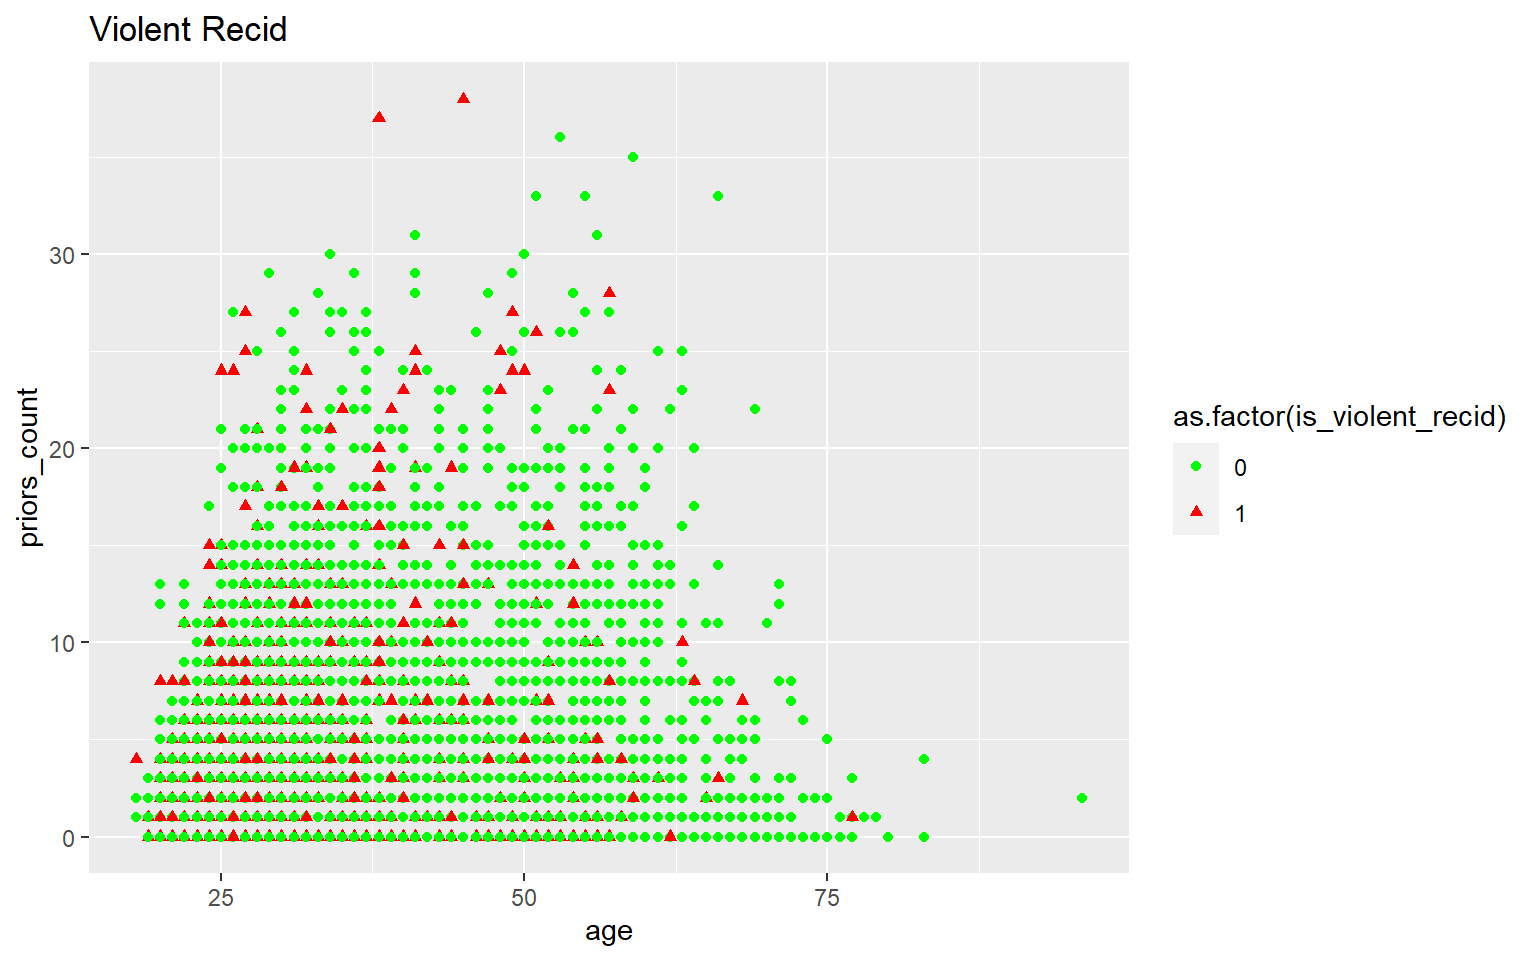 Violent Recid
priors_count
30
20
10
0
25
50
75
age
as.factor(is_violent_recid)
0
1